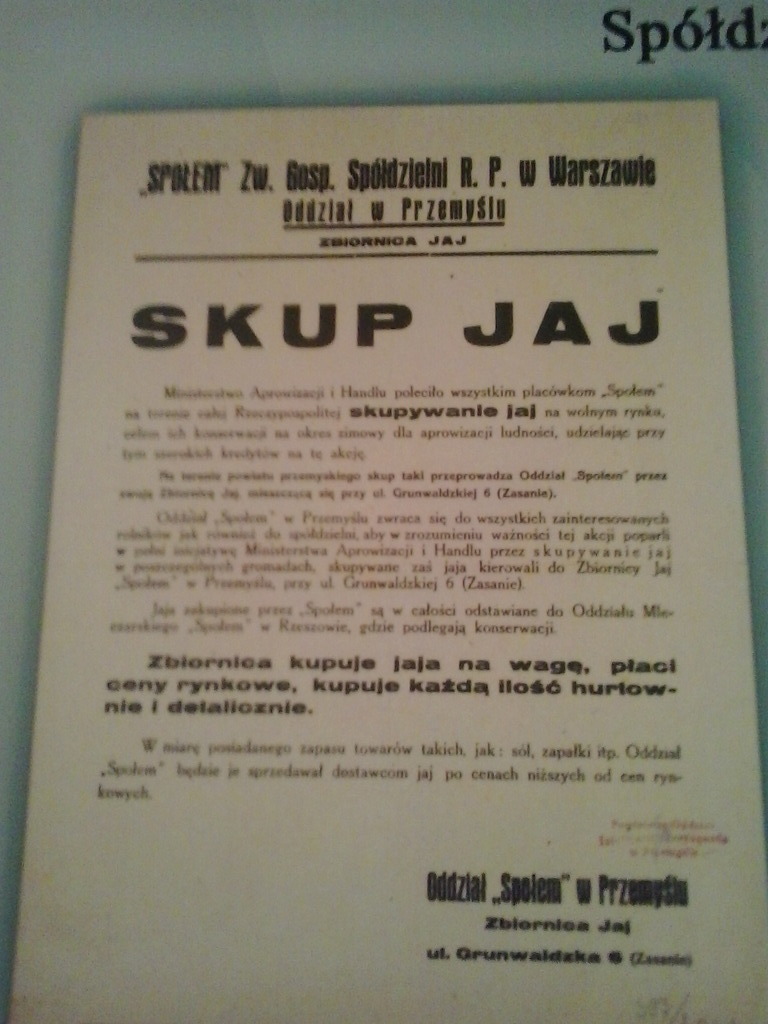 Spółdz
„SPOŁEM" Zw. Gosp. Spółdzielni R. P. w Warszawie
Oddział w Przemyślu
ZBIORNICA JAJ
SKUP JAJ
Ministerstwo Aprowizacji i Handlu poleciło wszystkim placówkom „Społem"
na terenie całej Rzeczypospolitej skupywanie jaj na wolnym rynku,
celem ich konserwacji na okres zimowy dla aprowizacji ludności, udzielając przy
tym szerokich kredytów na tę akcję.
Na terenie powiatu przemyskiego skup taki przeprowadza Oddział „Społem" przez
swoją Zbiornicę Jaj, mieszczącą się przy ul. Grunwaldzkiej 6 (Zasanie).
Oddział „Społem" w Przemyślu zwraca się do wszystkich zainteresowanych
rolników jak również do spółdzielni, aby w zrozumieniu ważności tej akcji poparli
w pełni inicjatywę Ministerstwa Aprowizacji i Handlu przez skupywanie jaj
w poszczególnych gromadach, skupywane zaś jaja kierowali do Zbiornicy Jaj
„Społem" w Przemyślu, przy ul. Grunwaldzkiej 6 (Zasanie).
Jaja zakupione przez „Społem" są w całości odstawiane do Oddziału Mle-
czarskiego „Społem" w Rzeszowie, gdzie podlegają konserwacji.
Zbiornica kupuje jaja na wagę, płaci
ceny rynkowe, kupuje każdą ilość hurtow-
nie i detalicznie.
W miarę posiadanego zapasu towarów takich, jak: sól, zapałki itp. Oddział
„Społem" będzie je sprzedawał dostawcom jaj po cenach niższych od cen ryn-
kowych.
Oddział „Społem" w Przemyślu
Zbiornica Jaj
ul. Grunwaldzka 6 (Zasanie)